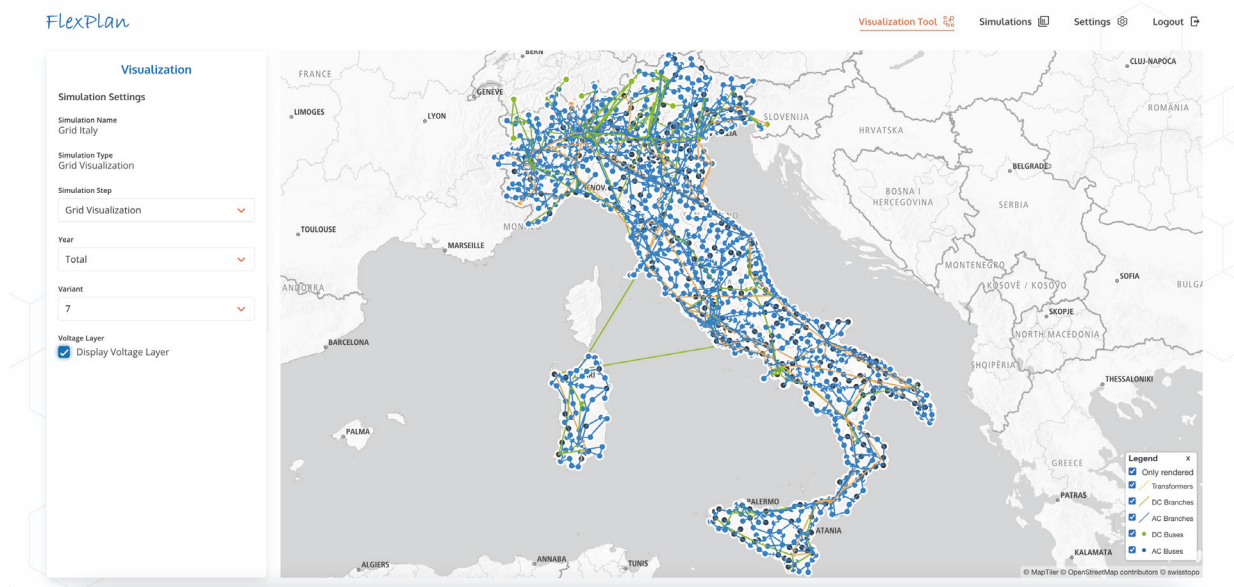 FlexPlan
Visualization Tool
Simulations
Settings
Logout
Visualization
Simulation Settings
Simulation Name
Grid Italy
Simulation Type
Grid Visualization
Simulation Step
Grid Visualization
Year
Total
Variant
7
Voltage Layer
Display Voltage Layer
BERN
CLUJ-NAPOCA
FRANCE
GENÈVE
ROMÂNIA
LIMOGES
LYON
SLOVENIJA
HRVATSKA
BELGRADE
BOSNA I
HERCEGOVINA
SERBIA
TOULOUSE
MARSEILLE
MONTENEGRO
SOFIA
ANDORRA
KOSOVË / KOSOVO
BULGA
SKOPJE
BARCELONA
NORTH MACEDONIA
SHQIPËRIA
THESSALONIKI
PALMA
GREECE
PATRAS
PALERMO
ATANIA
KALAMATA
ALGIERS
ANNABA
TUNIS
Legend x
Only rendered
Transformers
DC Branches
AC Branches
DC Buses
AC Buses
© MapTiler © OpenStreetMap contributors © swisstopo